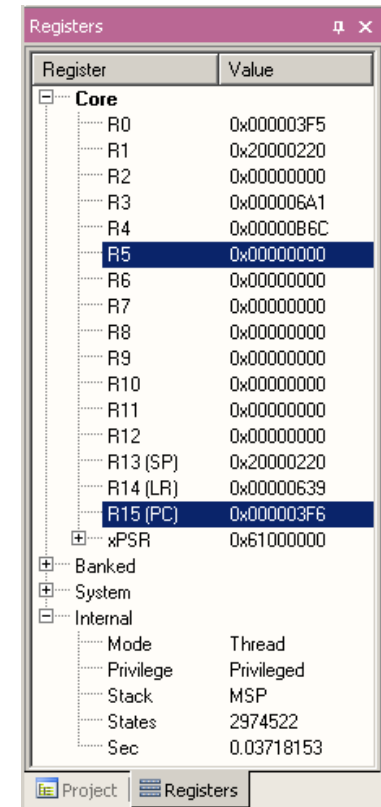 Registers
Register Value
Core
R0 0x000003F5
R1 0x20000220
R2 0x00000000
R3 0x000006A1
R4 0x00000B6C
R5 0x00000000
R6 0x00000000
R7 0x00000000
R8 0x00000000
R9 0x00000000
R10 0x00000000
R11 0x00000000
R12 0x00000000
R13 (SP) 0x20000220
R14 (LR) 0x00000639
R15 (PC) 0x000003F6
xPSR 0x61000000
Banked
System
Internal
Mode Thread
Privilege Privileged
Stack MSP
States 2974522
Sec 0.03718153
Project Registers